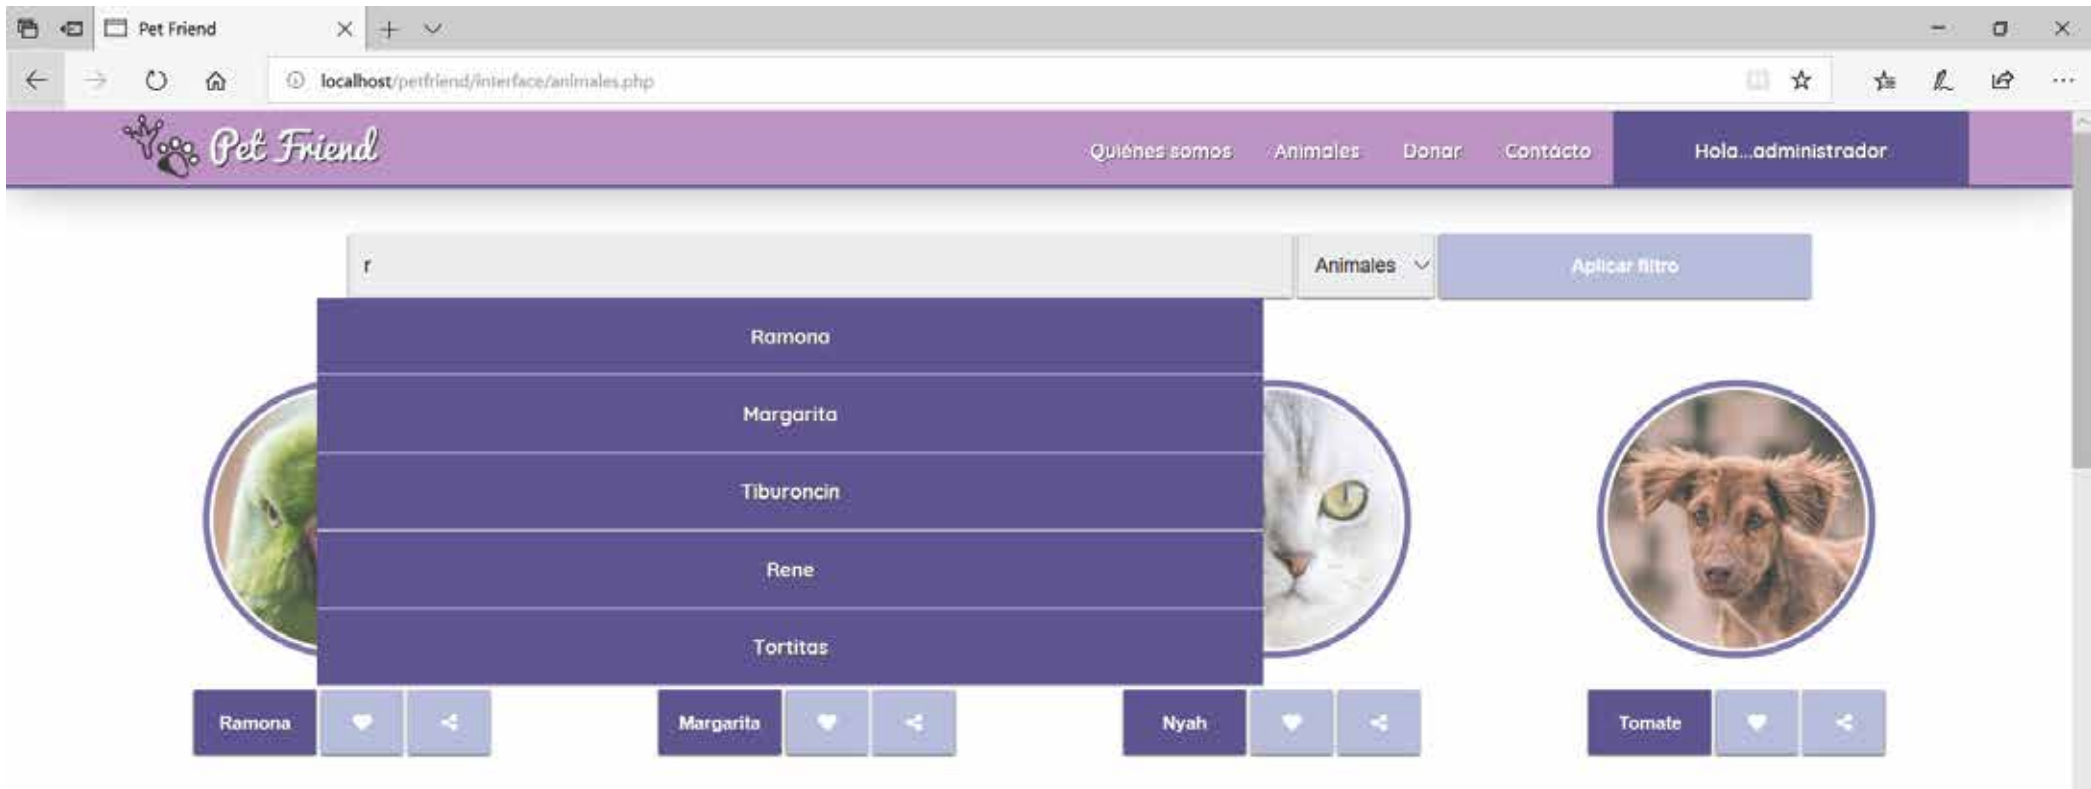 Pet Friend
localhost/petfriend/interface/animales.php
Pet Friend
Quiénes somos Animales Donar Contácto Hola...administrador
r Animales Aplicar filtro
Ramona
Margarita
Tiburoncin
Rene
Tortitas
Ramona Margarita Nyah Tomate